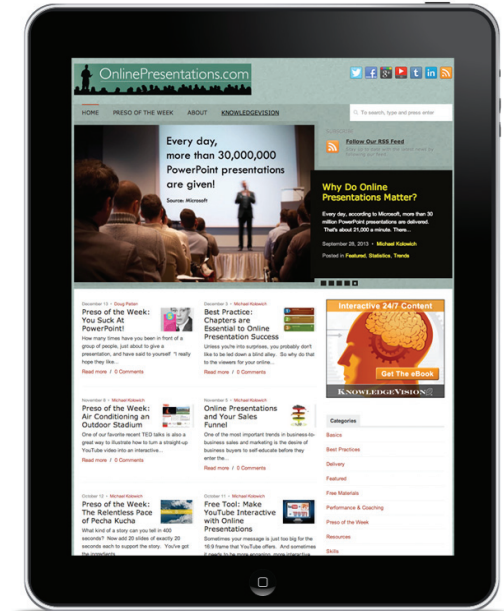 OnlinePresentations.com
HOME PRESO OF THE WEEK ABOUT KNOWLEDGEVISION
To search, type and press enter
Every day,
more than 30,000,000
PowerPoint presentations
are given!
Source: Microsoft
Follow Our RSS Feed
Why Do Online
Presentations Matter?
Every day, according to Microsoft, more than 30
million PowerPoint presentations are delivered.
That's about 21,000 a minute. There...
September 28, 2013 • Michael Kolowich
Posted in Featured, Statistics, Trends
December 12 • Doug Patten
Preso of the Week:
You Suck At
PowerPoint!
How many times have you been in front of a
group of people, just about to give a
presentation, and have said to yourself "I really
hope they like...
Read more / 0 Comments
December 3 • Michael Kolowich
Best Practice:
Chapters are
Essential to Online
Presentation Success
Unless you're into surprises, you probably don't
like to be led down a blind alley. So why do that
to the viewers for your online...
Read more / 0 Comments
Interactive 24/7 Content
Get The eBook
KNOWLEDGEVISION
November 6 • Michael Kolowich
Preso of the Week:
Air Conditioning an
Outdoor Stadium
One of our favorite recent TED talks is also a
great way to illustrate how to turn a straight-up
YouTube video into an interactive...
Read more / 0 Comments
November 5 • Michael Kolowich
Online Presentations
and Your Sales
Funnel
One of the most important trends in business-to-
business sales and marketing is the desire of
business buyers to self-educate before they
enter the...
Read more / 0 Comments
Categories
Basics
Best Practices
Delivery
Featured
Free Materials
Performance & Coaching
Preso of the Week
Resources
Skills
October 12 • Michael Kolowich
Preso of the Week:
The Relentless Pace
of Pecha Kucha
What kind of a story can you tell in 400
seconds? Now add 20 slides of exactly 20
seconds each to support the story. You've got
the ingredients
October 11 • Michael Kolowich
Free Tool: Make
YouTube Interactive
with Online
Presentations
Sometimes your message is just too big for the
16:9 frame that YouTube offers. And sometimes
it needs to be more engaging, more interactive